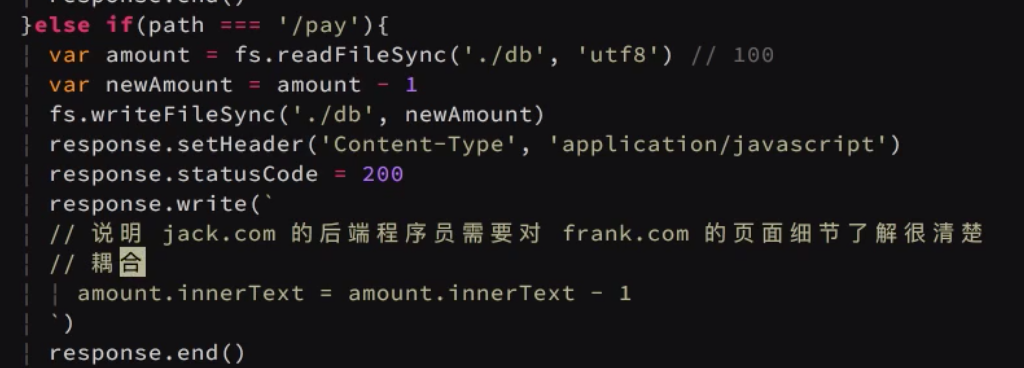 response.end()
}else if(path === '/pay'){
var amount = fs.readFileSync('./db', 'utf8') // 100
var newAmount = amount - 1
fs.writeFileSync('./db', newAmount)
response.setHeader('Content-Type', 'application/javascript')
response.statusCode = 200
response.write(`
// 说明 jack.com 的后端程序员需要对 frank.com 的页面细节了解很清楚
// 耦合
amount.innerText = amount.innerText - 1
`)
response.end()